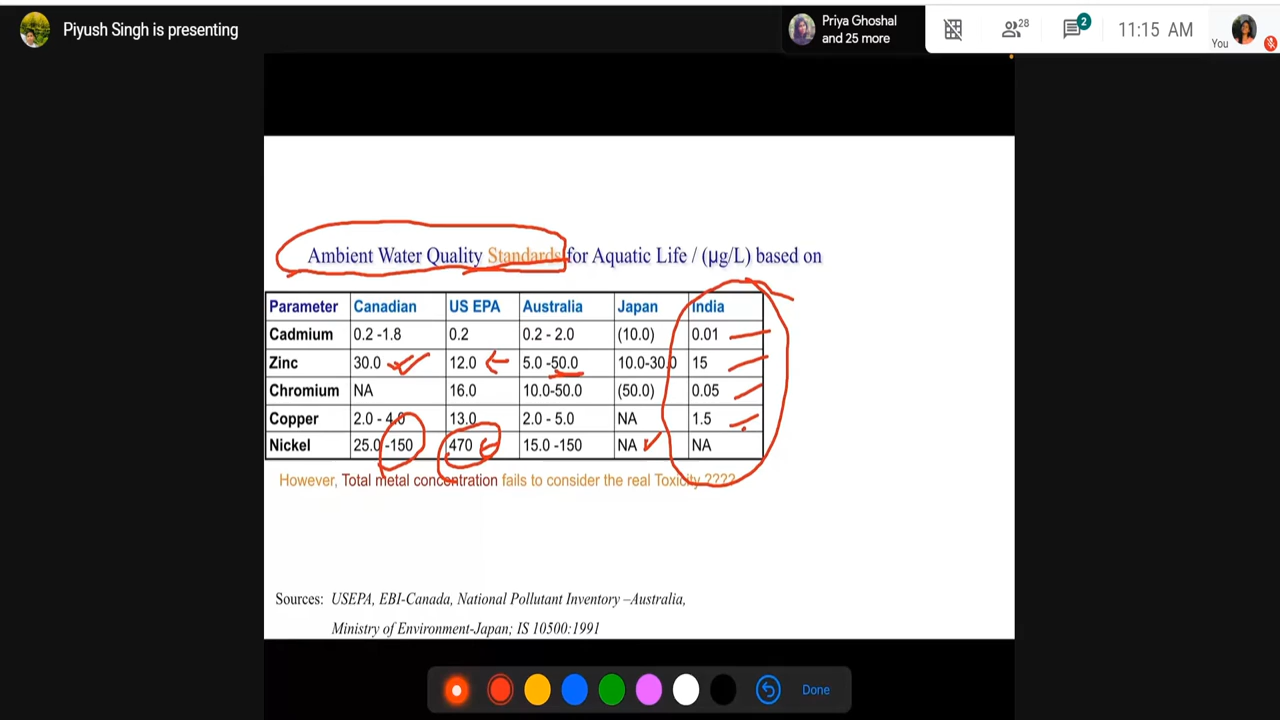 Piyush Singh is presenting
Priya Ghoshal
and 25 more
28
2
11:15 AM
You
Ambient Water Quality Standards for Aquatic Life / (µg/L) based on
Parameter Canadian US EPA Australia Japan India
Cadmium 0.2 -1.8 0.2 0.2 - 2.0 (10.0) 0.01
Zinc 30.0 12.0 5.0 -50.0 10.0-30.0 15
Chromium NA 16.0 10.0-50.0 (50.0) 0.05
Copper 2.0 - 4.0 13.0 2.0 - 5.0 NA 1.5
Nickel 25.0 -150 470 15.0 -150 NA NA
However, Total metal concentration fails to consider the real Toxicity ????
Sources: USEPA, EBI-Canada, National Pollutant Inventory –Australia,
Ministry of Environment-Japan; IS 10500:1991
Done